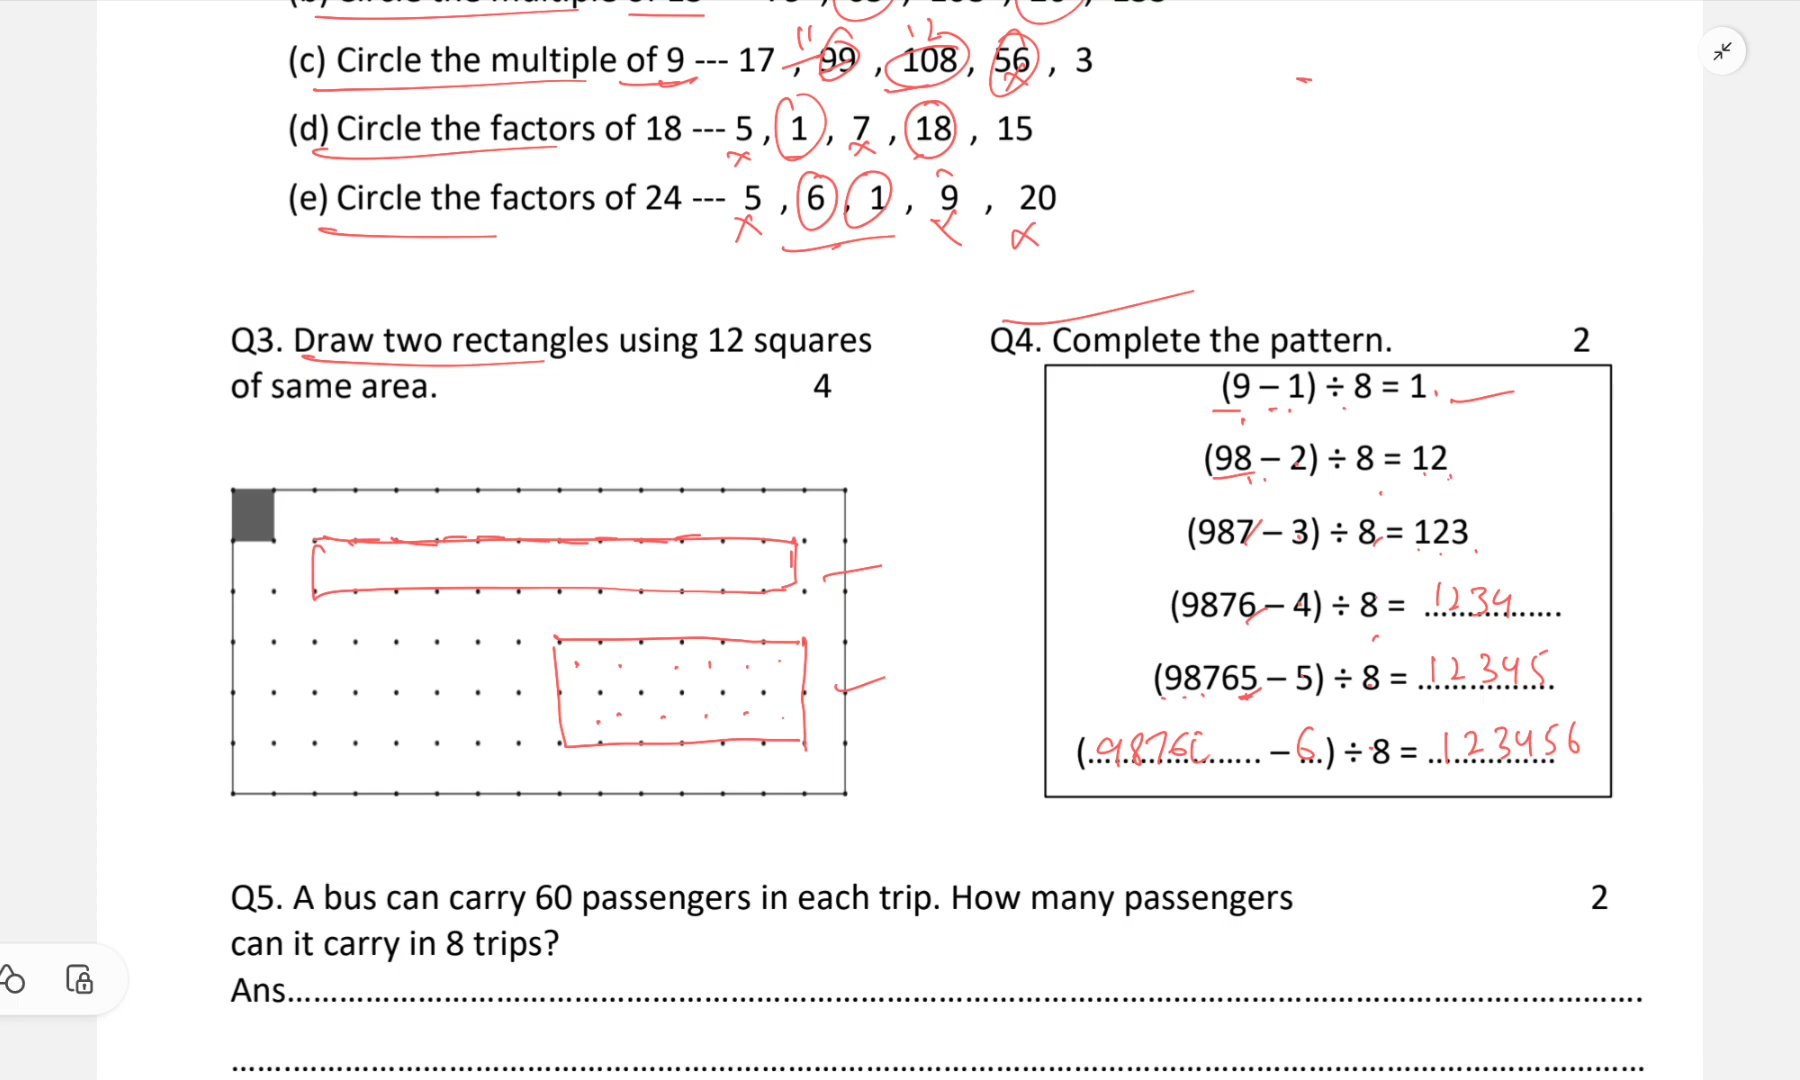 (c) Circle the multiple of 9 --- 17 , 99 , 108 , 56 , 3
11 12
(d) Circle the factors of 18 --- 5 , 1 , 7 , 18 , 15
(e) Circle the factors of 24 --- 5 , 6 , 1 , 9 , 20
Q3. Draw two rectangles using 12 squares
of same area. 4
Q4. Complete the pattern. 2
(9 – 1) ÷ 8 = 1
(98 – 2) ÷ 8 = 12
(987 – 3) ÷ 8 = 123
(9876 – 4) ÷ 8 = 1234
(98765 – 5) ÷ 8 = 12345
(............ – 6) ÷ 8 = 123456
Q5. A bus can carry 60 passengers in each trip. How many passengers 2
can it carry in 8 trips?
Ans........................................................................